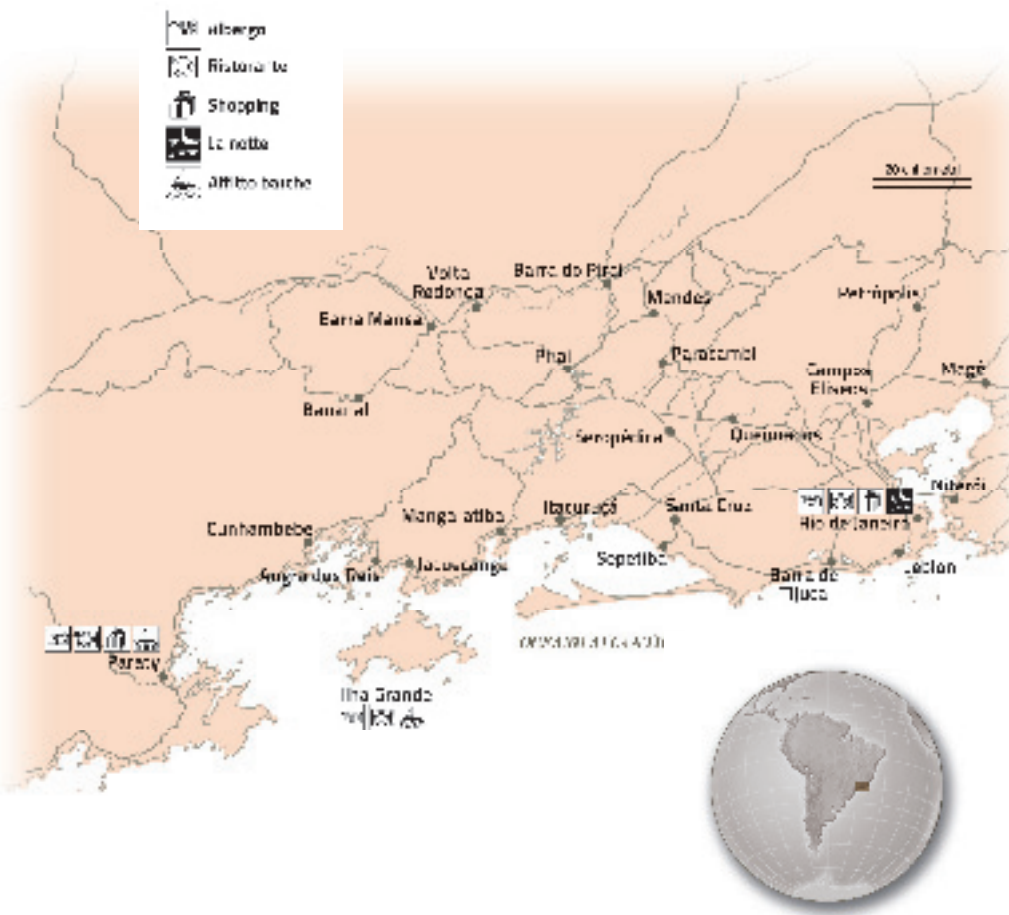 Albergo
Ristorante
Shopping
La notte
Affitto barche
Volta
Redonda
Barra do Piraí
Mendes
Petrópolis
Barra Mansa
Piraí
Paracambi
Campos
Elíseos
Magé
Bananal
Seropédica
Queimados
Niterói
Rio de Janeiro
Mangaratiba
Itacuruçá
Santa Cruz
Cunhambebe
Angra dos Reis
Jacuecanga
Sepetiba
Barra de
Tijuca
Leblon
Paraty
Ilha Grande